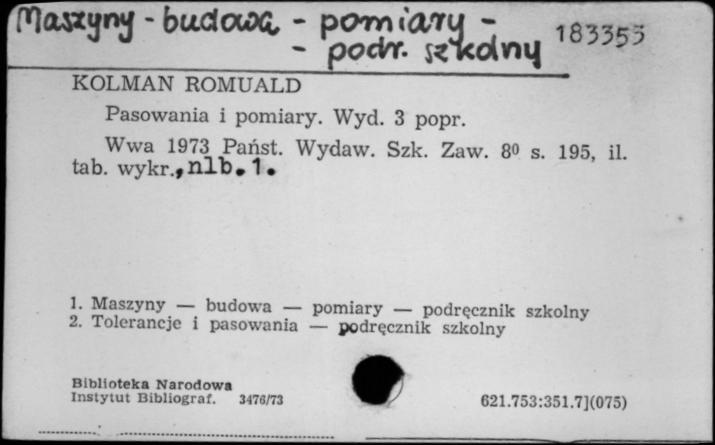 Maszyny - budowa - pomiary -
- podr. szkolny
183353
KOLMAN ROMUALD
Pasowania i pomiary. Wyd. 3 popr.
Wwa 1973 Państ. Wydaw. Szk. Zaw. 8⁰ s. 195, il.
tab. wykr., nlb. 1.
1. Maszyny — budowa — pomiary — podręcznik szkolny
2. Tolerancje i pasowania — podręcznik szkolny
Biblioteka Narodowa
Instytut Bibliograf. 3476/73
621.753:351.7](075)